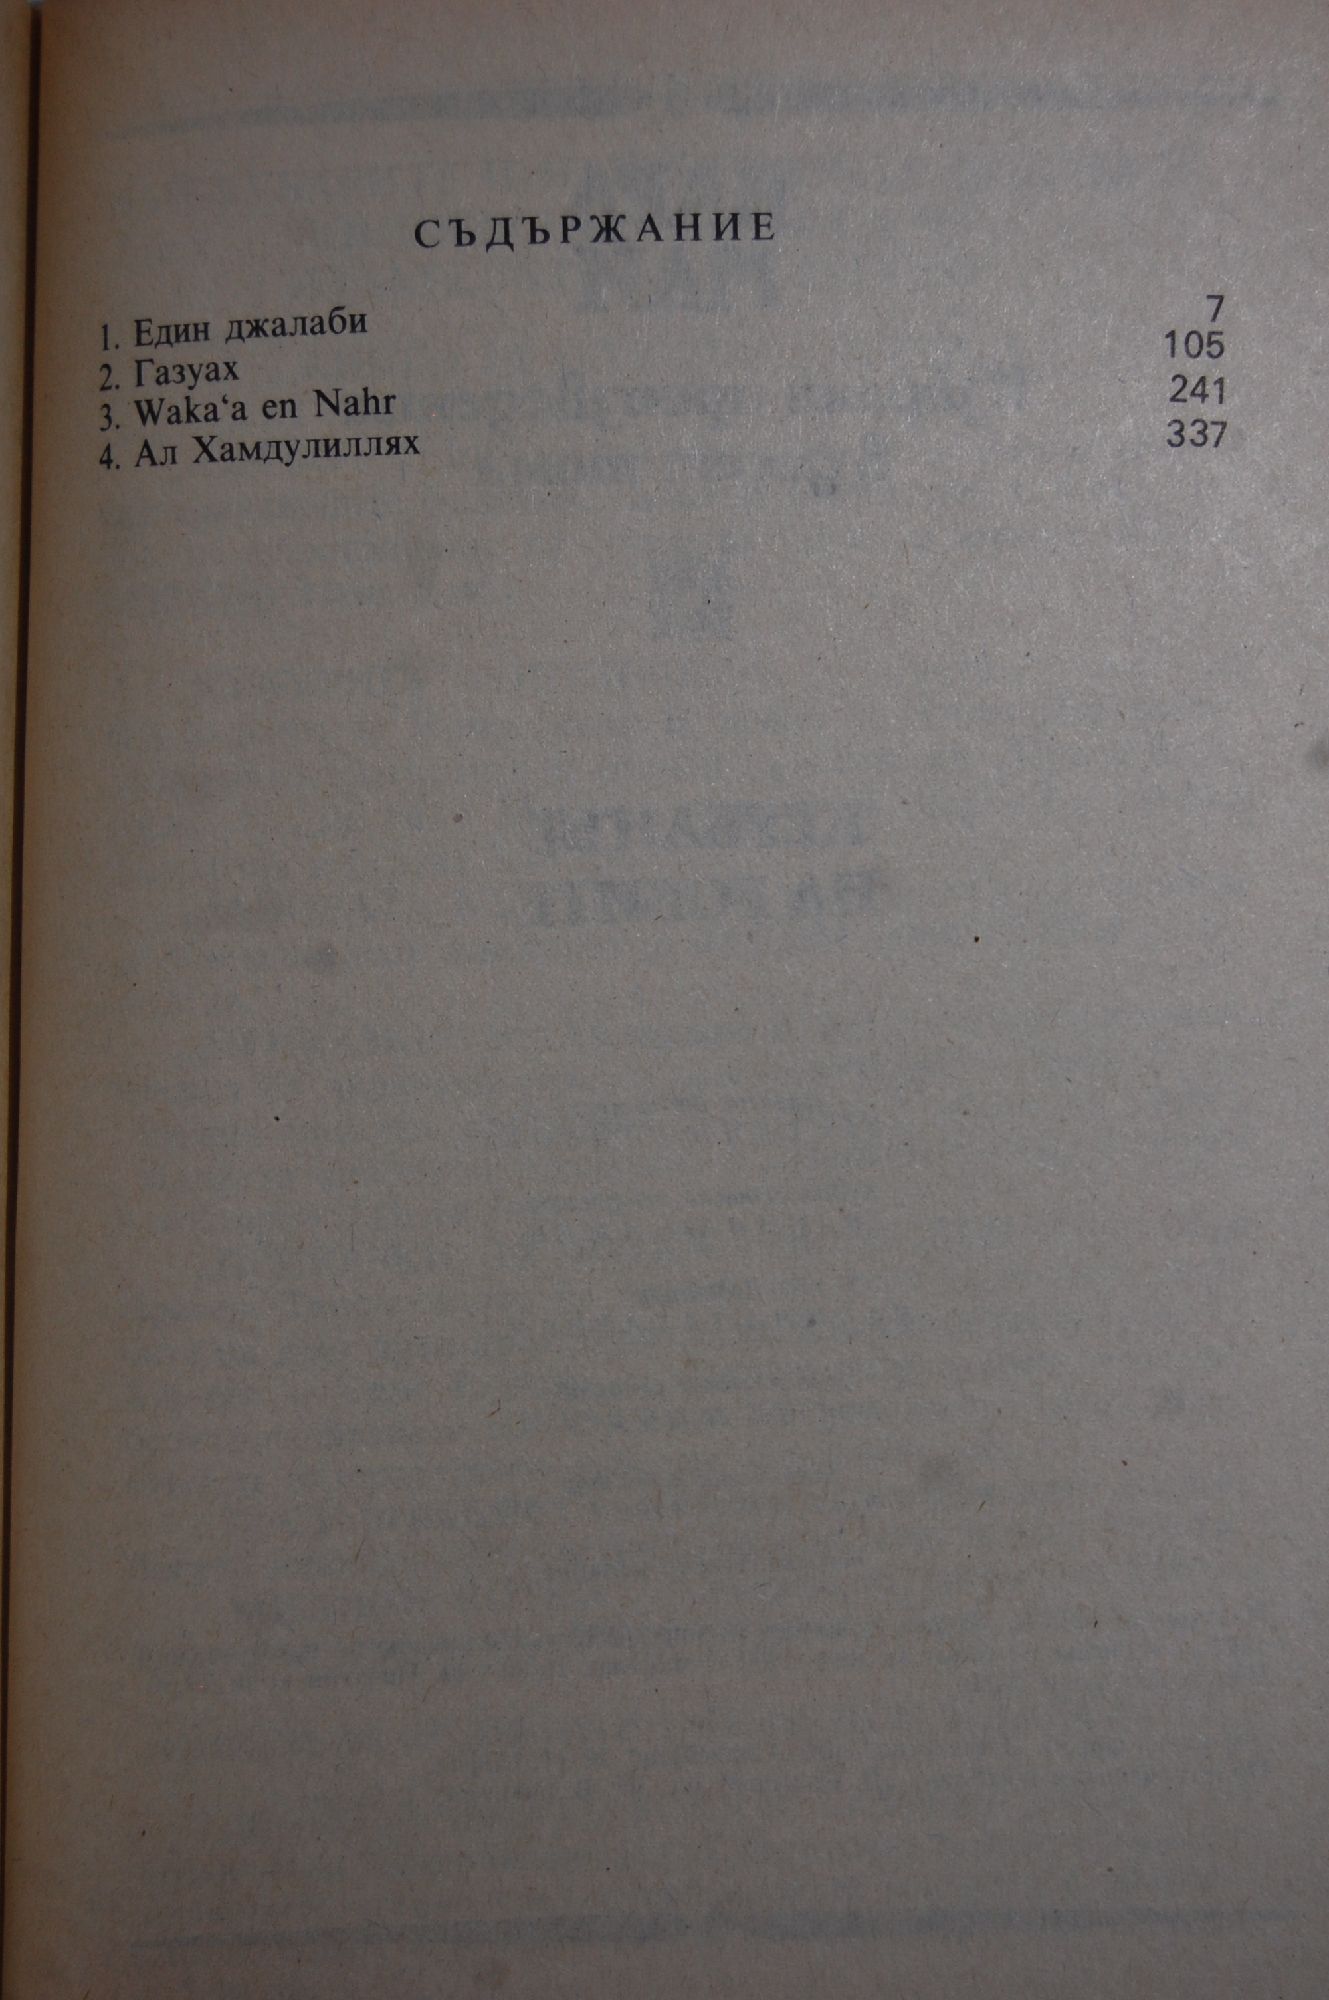 СЪДЪРЖАНИЕ
1. Един джалаби 7
2. Газуах 105
3. Waka‘a en Nahr 241
4. Ал Хамдулиллях 337